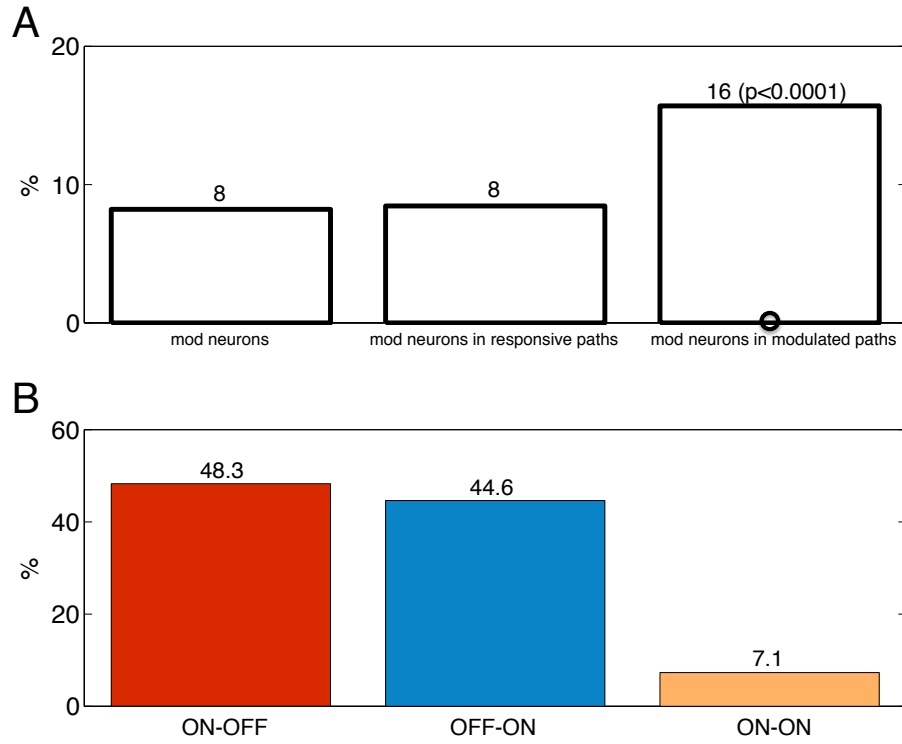 A
20
16 (p<0.0001)
%
10
8
8
0
mod neurons
mod neurons in responsive paths
mod neurons in modulated paths
B
60
48.3
44.6
40
%
20
7.1
0
ON-OFF
OFF-ON
ON-ON